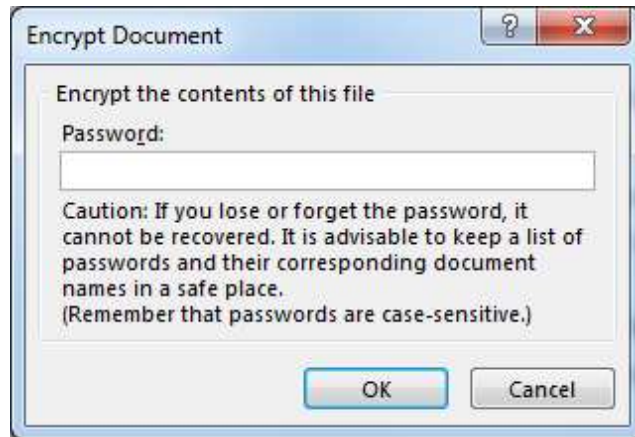 Encrypt Document
Encrypt the contents of this file
Password:
Caution: If you lose or forget the password, it
cannot be recovered. It is advisable to keep a list of
passwords and their corresponding document
names in a safe place.
(Remember that passwords are case-sensitive.)
OK Cancel